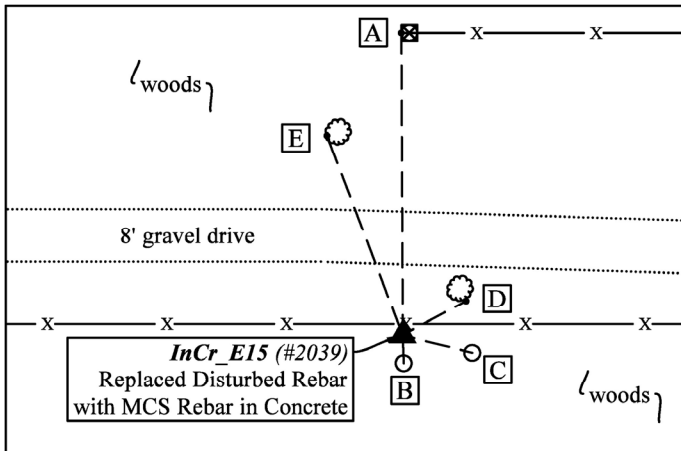 A
x x
woods
E
8' gravel drive
D
x x x x x x
InCr_E15 (#2039)
Replaced Disturbed Rebar
with MCS Rebar in Concrete
B
C
woods